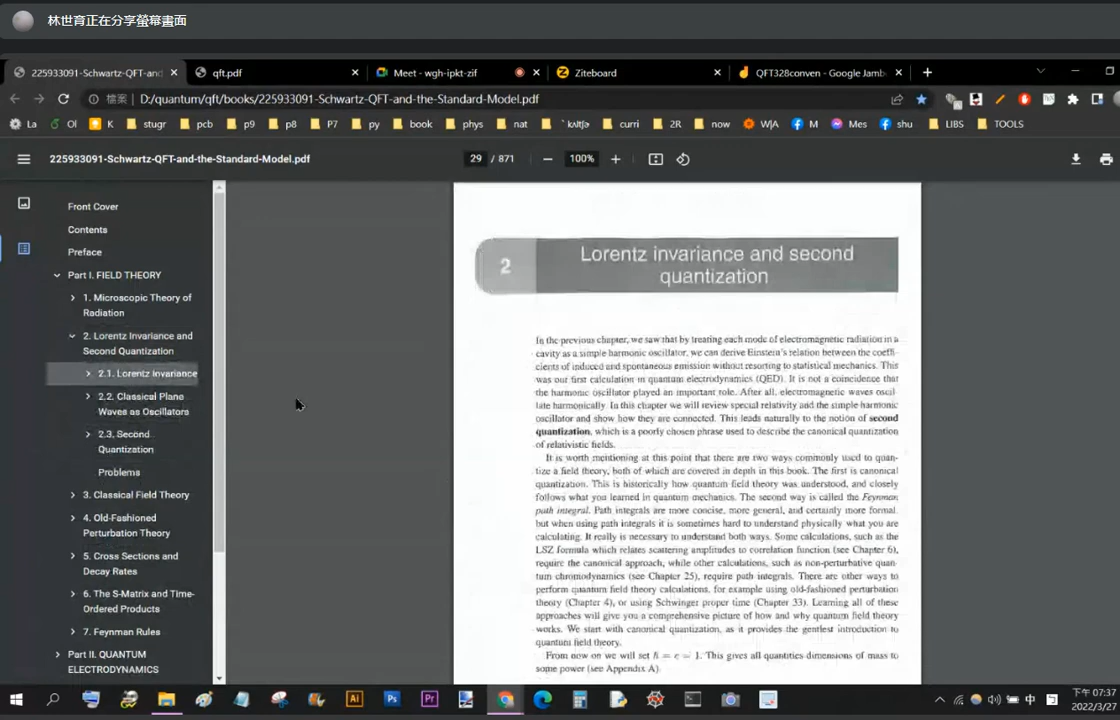 林世育正在分享螢幕畫面
225933091-Schwartz-QFT-and-
qft.pdf
Meet - wgh-ipkt-zif
Ziteboard
QFT328conven - Google Jamb
檔案
D:/quantum/qft/books/225933091-Schwartz-QFT-and-the-Standard-Model.pdf
La
Ol
K
stugr
pcb
p9
p8
P7
py
book
phys
nat
curri
2R
now
W|A
M
Mes
shu
LIBS
TOOLS
225933091-Schwartz-QFT-and-the-Standard-Model.pdf
29 / 871
100%
Front Cover
Contents
Preface
Part I. FIELD THEORY
1. Microscopic Theory of
Radiation
2. Lorentz Invariance and
Second Quantization
2.1. Lorentz Invariance
2.2. Classical Plane
Waves as Oscillators
2.3. Second
Quantization
Problems
3. Classical Field Theory
4. Old-Fashioned
Perturbation Theory
5. Cross Sections and
Decay Rates
6. The S-Matrix and Time-
Ordered Products
7. Feynman Rules
Part II. QUANTUM
ELECTRODYNAMICS
2
Lorentz invariance and second
quantization
In the previous chapter, we saw that by treating each mode of electromagnetic radiation in a
cavity as a simple harmonic oscillator, we can derive Einstein's relation between the coeffi-
cients of induced and spontaneous emission without resorting to statistical mechanics. This
was our first calculation in quantum electrodynamics (QED). It is not a coincidence that
the harmonic oscillator played an important role. After all, electromagnetic waves oscil-
late harmonically. In this chapter we will review special relativity and the simple harmonic
oscillator and show how they are connected. This leads naturally to the notion of second
quantization, which is a poorly chosen phrase used to describe the canonical quantization
of relativistic fields.
It is worth mentioning at this point that there are two ways commonly used to quan-
tize a field theory, both of which are covered in depth in this book. The first is canonical
quantization. This is historically how quantum field theory was understood, and closely
follows what you learned in quantum mechanics. The second way is called the Feynman
path integral. Path integrals are more concise, more general, and certainly more formal,
but when using path integrals it is sometimes hard to understand physically what you are
calculating. It really is necessary to understand both ways. Some calculations, such as the
LSZ formula which relates scattering amplitudes to correlation function (see Chapter 6),
require the canonical approach, while other calculations, such as non-perturbative quan-
tum chromodynamics (see Chapter 25), require path integrals. There are other ways to
perform quantum field theory calculations, for example using old-fashioned perturbation
theory (Chapter 4), or using Schwinger proper time (Chapter 33). Learning all of these
approaches will give you a comprehensive picture of how and why quantum field theory
works. We start with canonical quantization, as it provides the gentlest introduction to
quantum field theory.
From now on we will set ħ = c = 1. This gives all quantities dimensions of mass to
some power (see Appendix A).
中
下午 07:37
2022/3/27